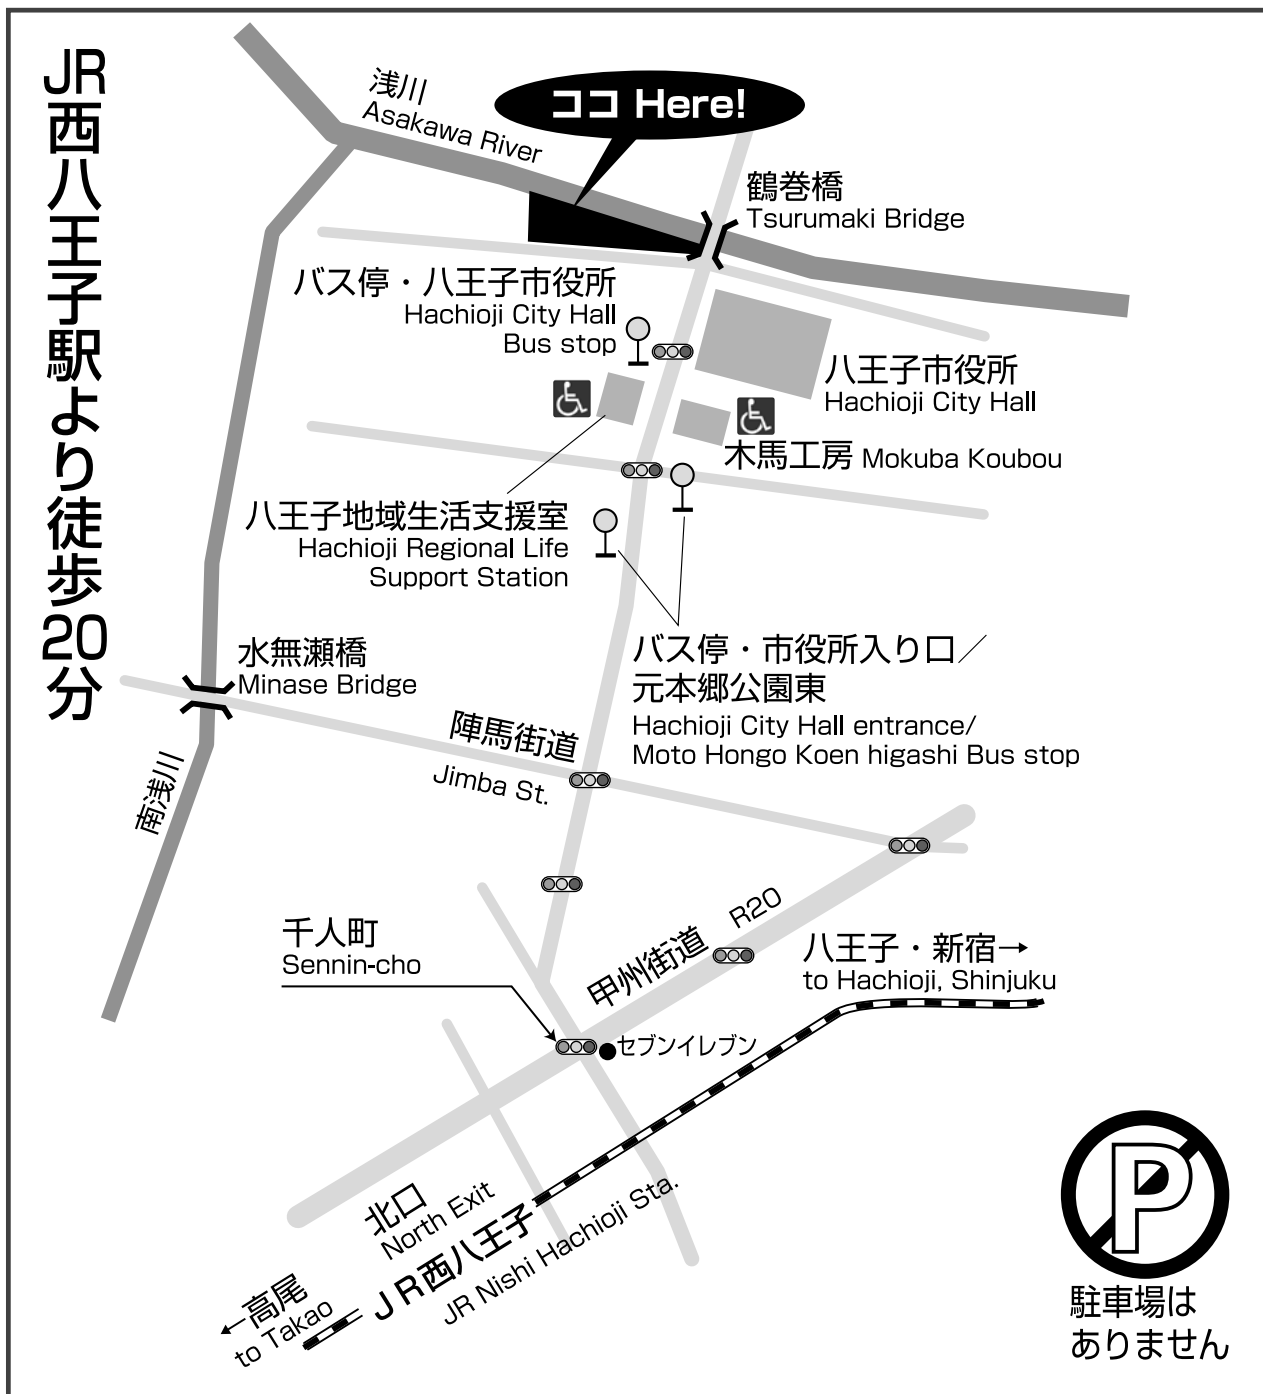 JR西八王子駅より徒歩20分
浅川
Asakawa River
ココ Here!
鶴巻橋
Tsurumaki Bridge
バス停・八王子市役所
Hachioji City Hall
Bus stop
八王子市役所
Hachioji City Hall
木馬工房 Mokuba Koubou
八王子地域生活支援室
Hachioji Regional Life
Support Station
水無瀬橋
Minase Bridge
バス停・市役所入り口／
元本郷公園東
Hachioji City Hall entrance/
Moto Hongo Koen higashi Bus stop
陣馬街道
Jimba St.
南浅川
千人町
Sennin-cho
甲州街道 R20
八王子・新宿→
to Hachioji, Shinjuku
セブンイレブン
北口
North Exit
JR西八王子
JR Nishi Hachioji Sta.
←高尾
to Takao
P
駐車場は
ありません